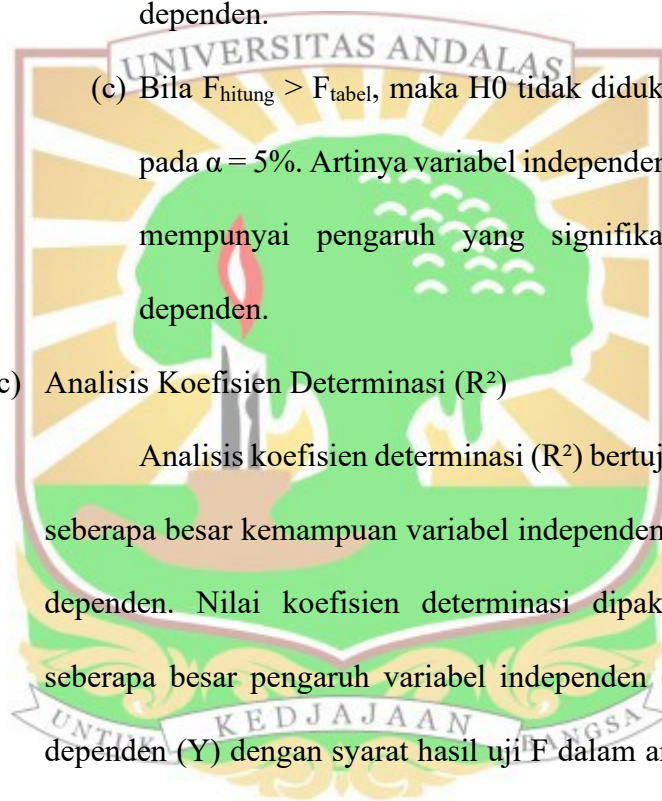 dependen.
UNIVERSITAS ANDALAS
(c) Bila Fhitung > Ftabel, maka H0 tidak diduk
pada α = 5%. Artinya variabel independen
mempunyai pengaruh yang signifika
dependen.
c) Analisis Koefisien Determinasi (R²)
Analisis koefisien determinasi (R²) bertuj
seberapa besar kemampuan variabel independen
dependen. Nilai koefisien determinasi dipak
seberapa besar pengaruh variabel independen
UNTUK KEDJAJAAN BANGSA
dependen (Y) dengan syarat hasil uji F dalam a